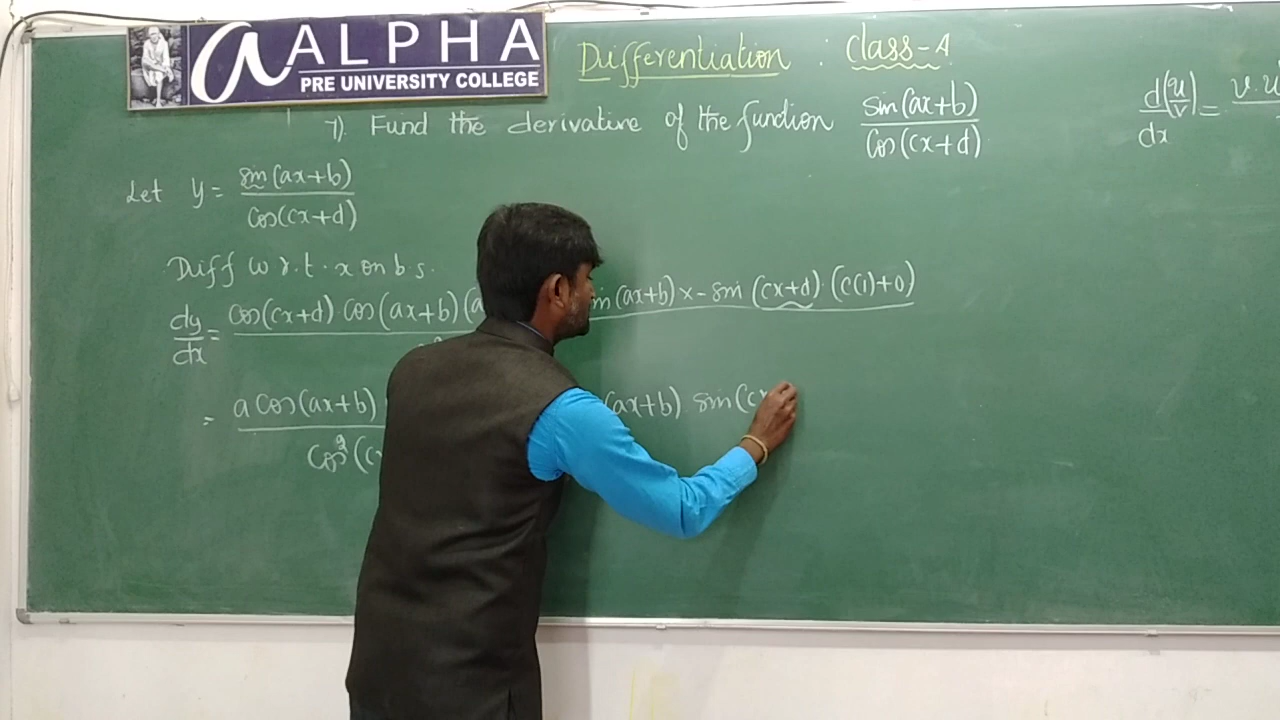 a ALPHA
PRE UNIVERSITY COLLEGE
Differentiation : Class-4
7). Find the derivative of the function sin(ax+b)
Cos(cx+d)
d(u/v) = v.u
dx
Let y = sin(ax+b)
Cos(cx+d)
Diff w.r.t. x on b.s.
dy = Cos(cx+d) . Cos(ax+b) (a sin(ax+b) × - sin (cx+d) . (c(1)+0)
dx
= a Cos(ax+b) (ax+b) sin(cx
Cos² (c